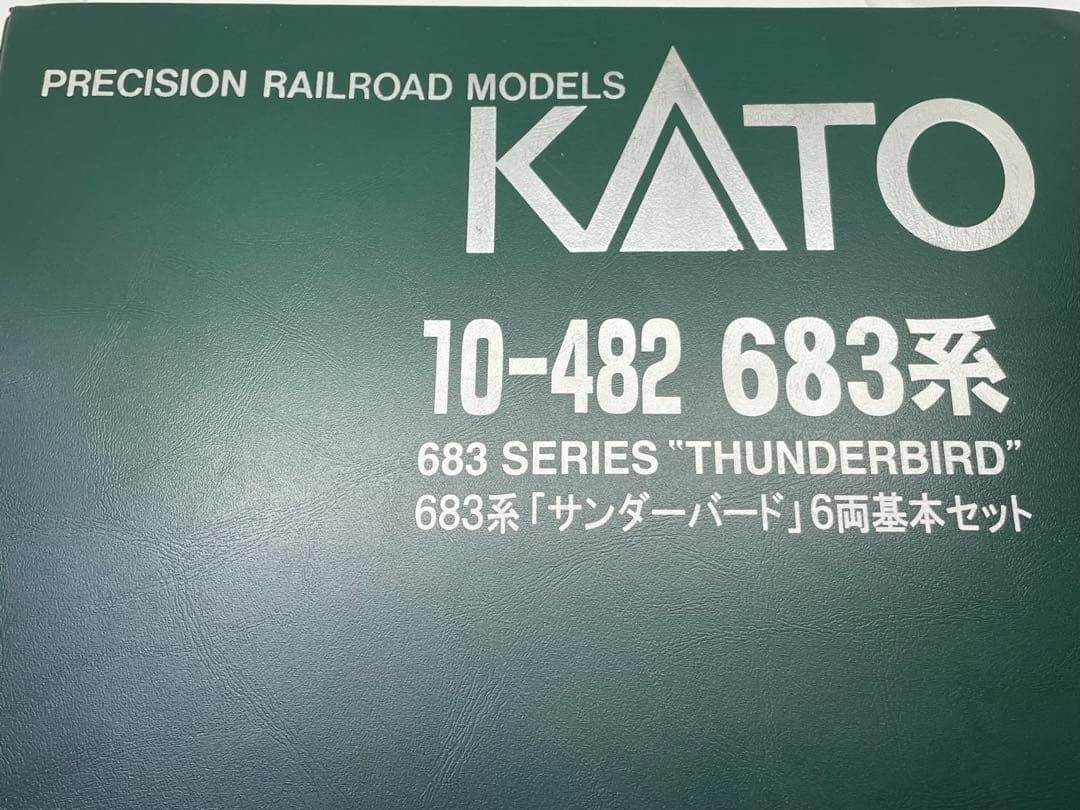 PRECISION RAILROAD MODELS
KATO
10-482 683系
683 SERIES "THUNDERBIRD"
683系「サンダーバード」6両基本セット